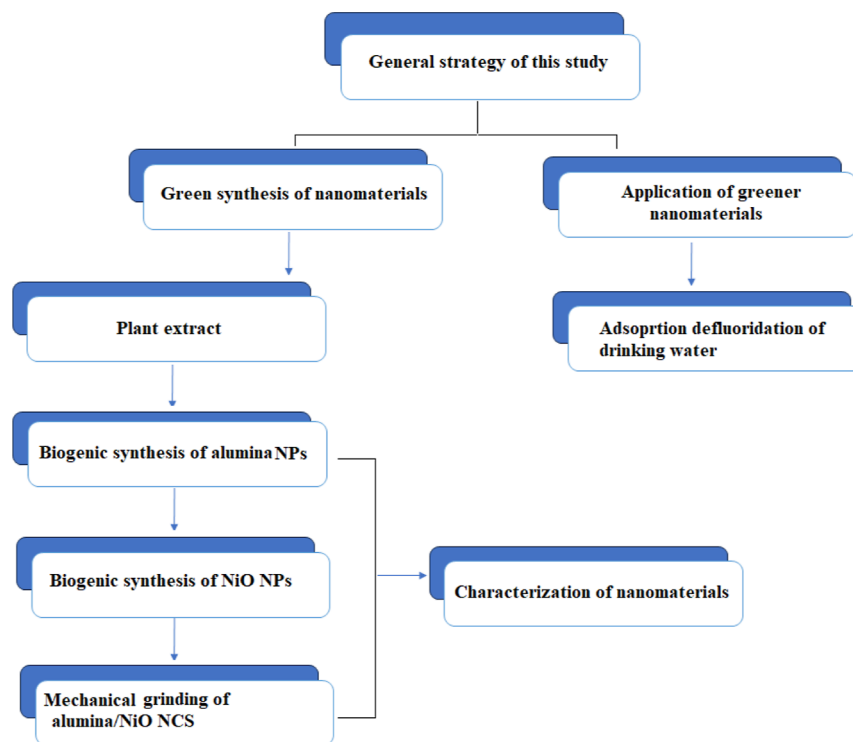 General strategy of this study
Green synthesis of nanomaterials
Application of greener
nanomaterials
Plant extract
Adsoprtion defluoridation of
drinking water
Biogenic synthesis of alumina NPs
Biogenic synthesis of NiO NPs
Characterization of nanomaterials
Mechanical grinding of
alumina/NiO NCS